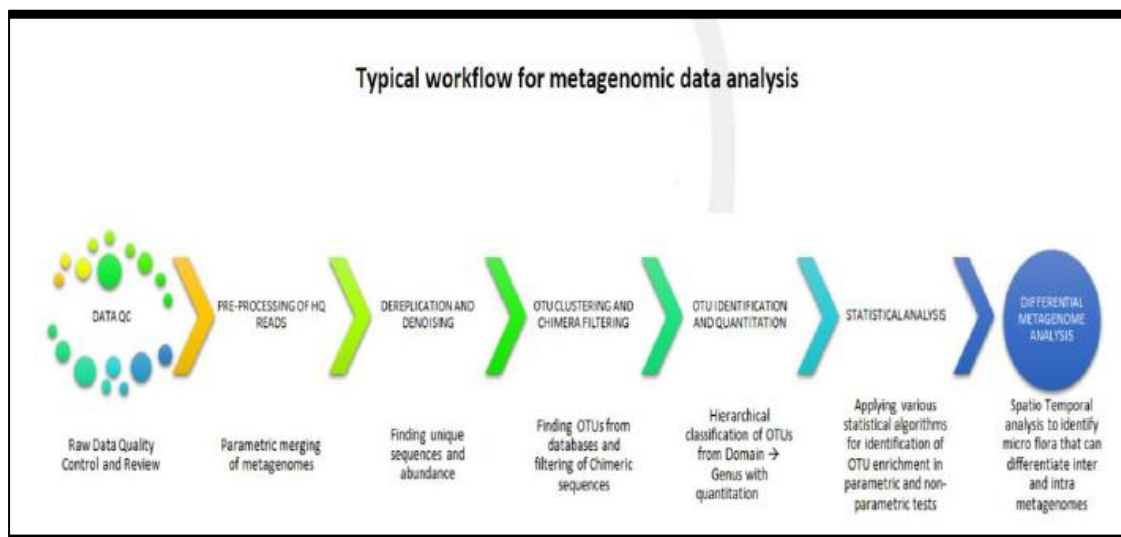 Typical workflow for metagenomic data analysis
DATA QC
PRE-PROCESSING OF HQ
READS
DEREPLICATION AND
DENOISING
OTU CLUSTERING AND
CHIMERA FILTERING
OTU IDENTIFICATION
AND QUANTITATION
STATISTICAL ANALYSIS
DIFFERENTIAL
METAGENOME
ANALYSIS
Raw Data Quality
Control and Review
Parametric merging
of metagenomes
Finding unique
sequences and
abundance
Finding OTUs from
databases and
filtering of Chimeric
sequences
Hierarchical
classification of OTUs
from Domain →
Genus with
quantitation
Applying various
statistical algorithms
for identification of
OTU enrichment in
parametric and non-
parametric tests
Spatio Temporal
analysis to identify
micro flora that can
differentiate inter
and intra
metagenomes